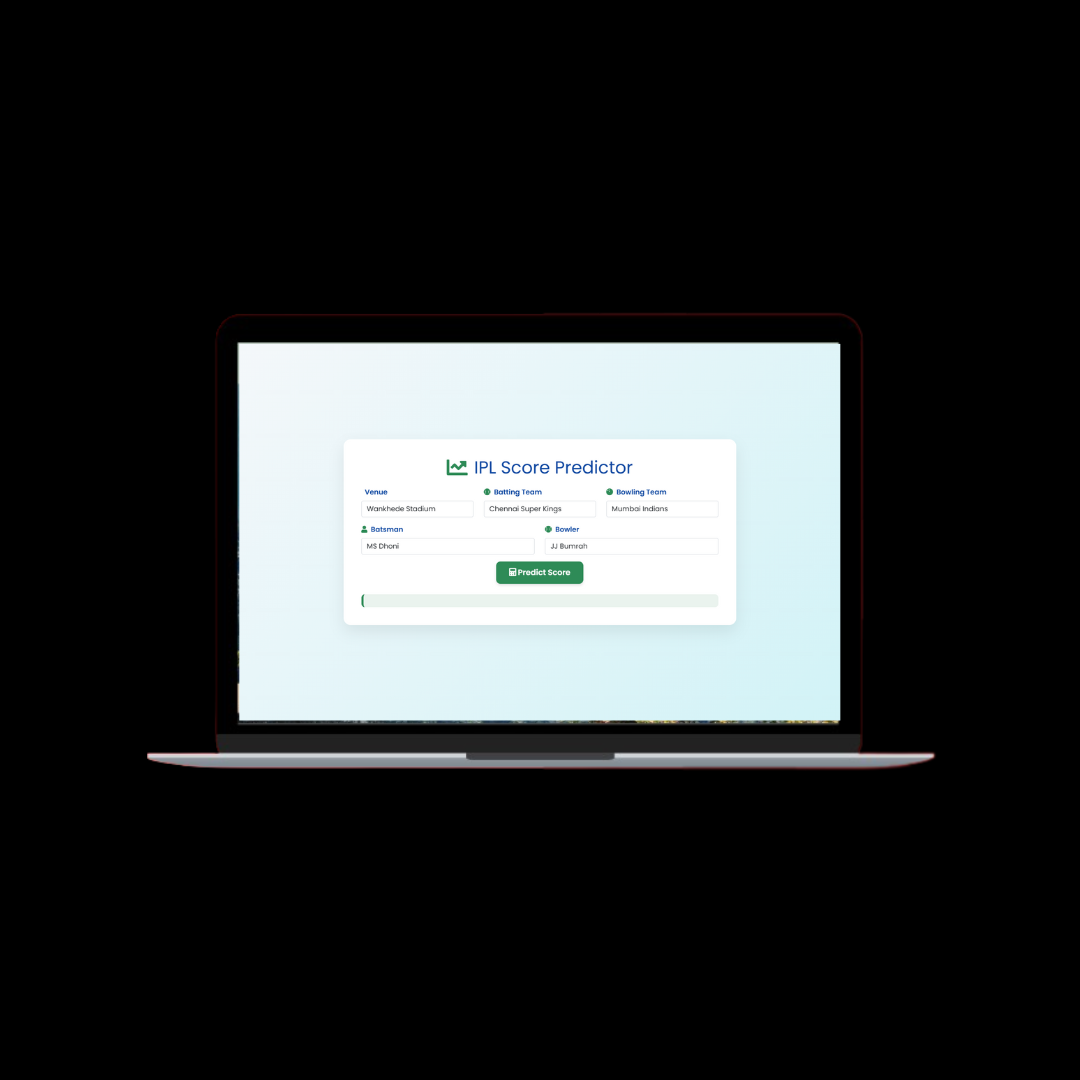 IPL Score Predictor
Venue Batting Team Bowling Team
Wankhede Stadium Chennai Super Kings Mumbai Indians
Batsman Bowler
MS Dhoni JJ Bumrah
Predict Score